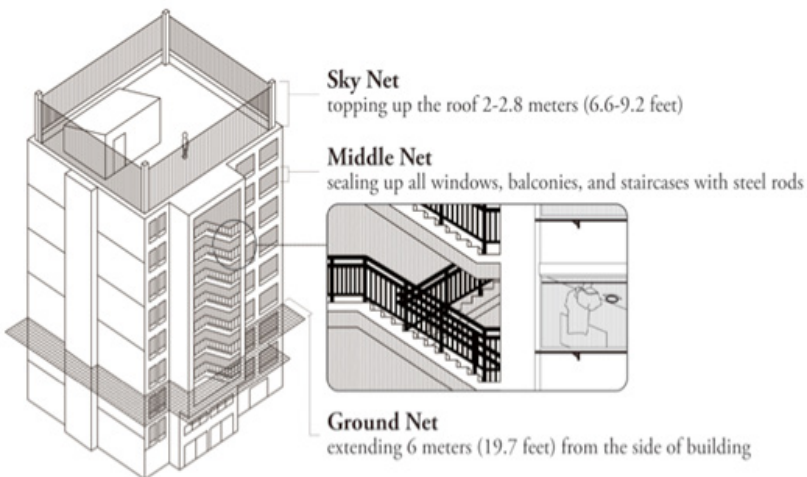 Sky Net
topping up the roof 2-2.8 meters (6.6-9.2 feet)
Middle Net
sealing up all windows, balconies, and staircases with steel rods
Ground Net
extending 6 meters (19.7 feet) from the side of building